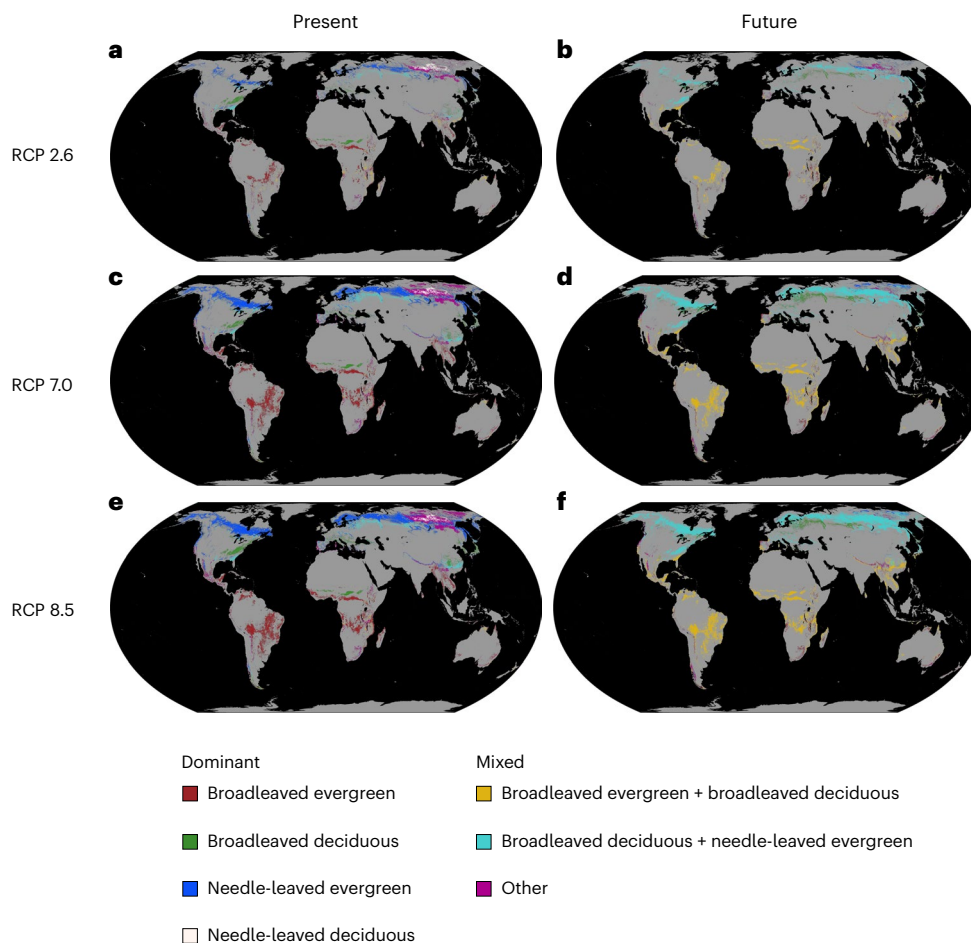 Present
Future
a
b
RCP 2.6
c
d
RCP 7.0
e
f
RCP 8.5
Dominant
Mixed
Broadleaved evergreen
Broadleaved evergreen + broadleaved deciduous
Broadleaved deciduous
Broadleaved deciduous + needle-leaved evergreen
Needle-leaved evergreen
Other
Needle-leaved deciduous